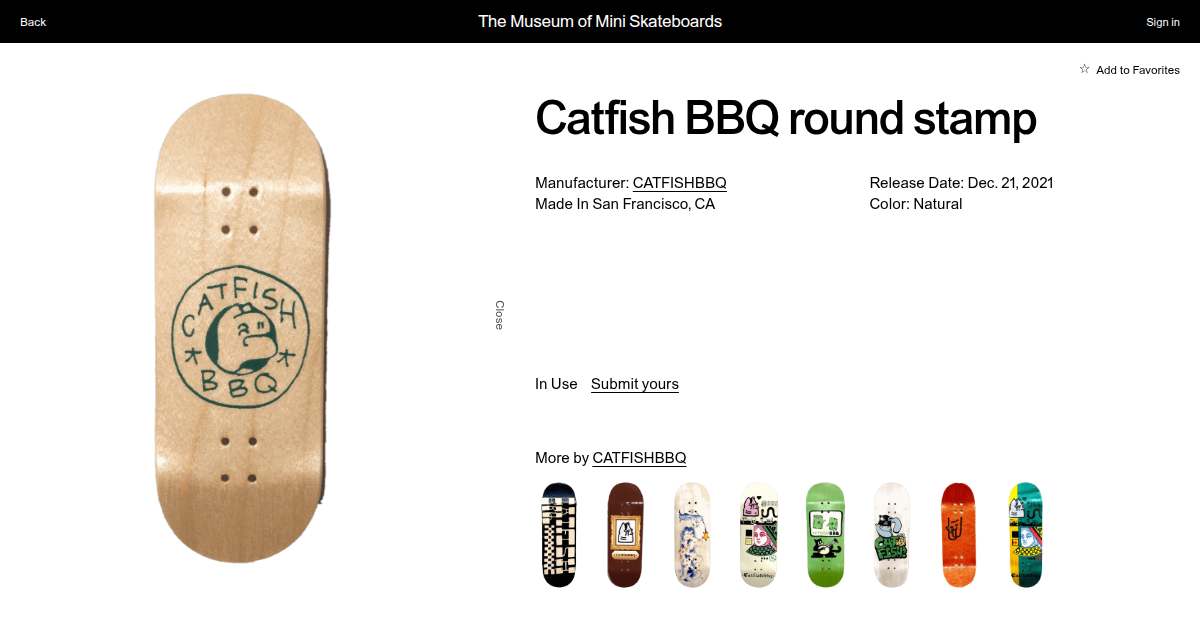 Back
The Museum of Mini Skateboards
Sign in
☆ Add to Favorites
Catfish BBQ round stamp
Manufacturer: CATFISHBBQ
Made In San Francisco, CA
Release Date: Dec. 21, 2021
Color: Natural
CATFISH
BBQ
Close
In Use Submit yours
More by CATFISHBBQ